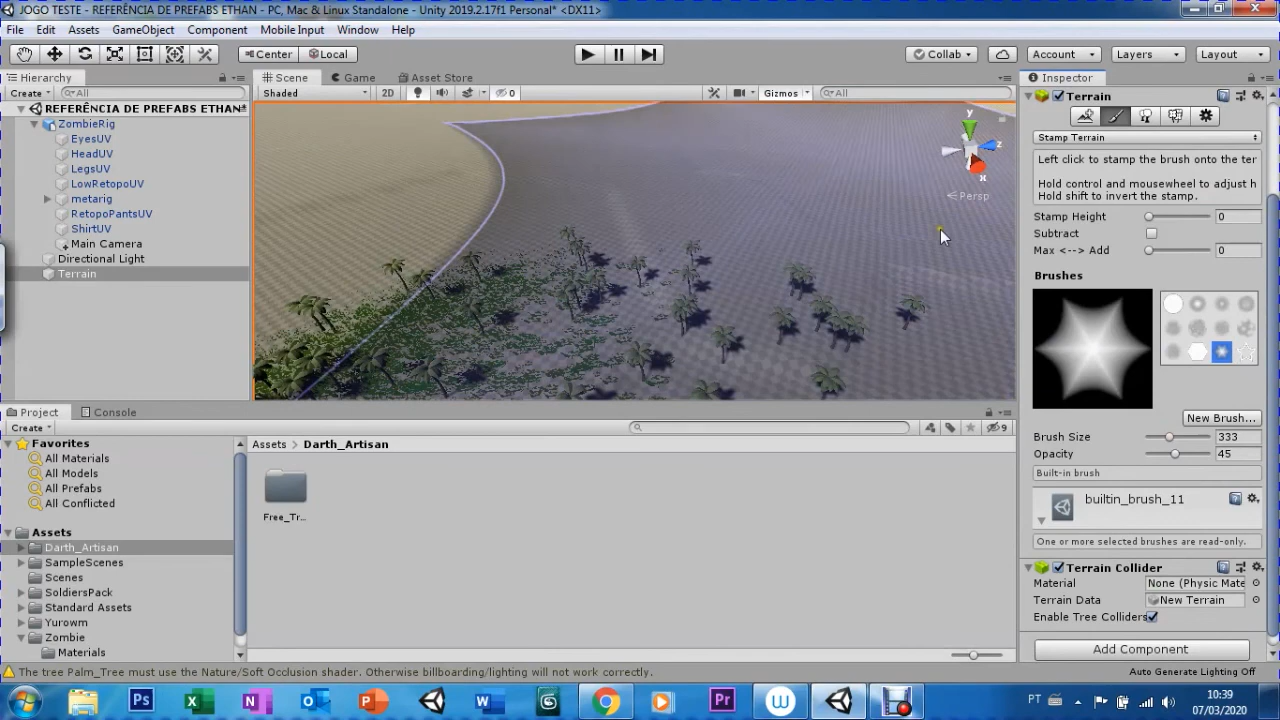 JOGO TESTE - REFERÊNCIA DE PREFABS ETHAN - PC, Mac & Linux Standalone - Unity 2019.2.17f1 Personal* <DX11>
File Edit Assets GameObject Component Mobile Input Window Help
Center Local Collab Account Layers Layout
Hierarchy Scene Game Asset Store Inspector
Create All Shaded 2D 0 Gizmos All Terrain
REFERÊNCIA DE PREFABS ETHAN
ZombieRig
EyesUV
HeadUV
LegsUV
LowRetopoUV
metarig
RetopoPantsUV
ShirtUV
Main Camera
Directional Light
Terrain
y
z
x
Persp
Stamp Terrain
Left click to stamp the brush onto the ter
Hold control and mousewheel to adjust h
Hold shift to invert the stamp.
Stamp Height 0
Subtract
Max <--> Add 0
Brushes
New Brush...
Brush Size 333
Opacity 45
Built-in brush
builtin_brush_11
One or more selected brushes are read-only.
Terrain Collider
Material None (Physic Mate
Terrain Data New Terrain
Enable Tree Colliders
Add Component
Auto Generate Lighting Off
Project Console
Create 9
Favorites
All Materials
All Models
All Prefabs
All Conflicted
Assets
Darth_Artisan
SampleScenes
Scenes
SoldiersPack
Standard Assets
Yurowm
Zombie
Materials
Assets Darth_Artisan
Free_Tr...
The tree Palm_Tree must use the Nature/Soft Occlusion shader. Otherwise billboarding/lighting will not work correctly.
Ps
N
W
Pr
PT
10:39
07/03/2020